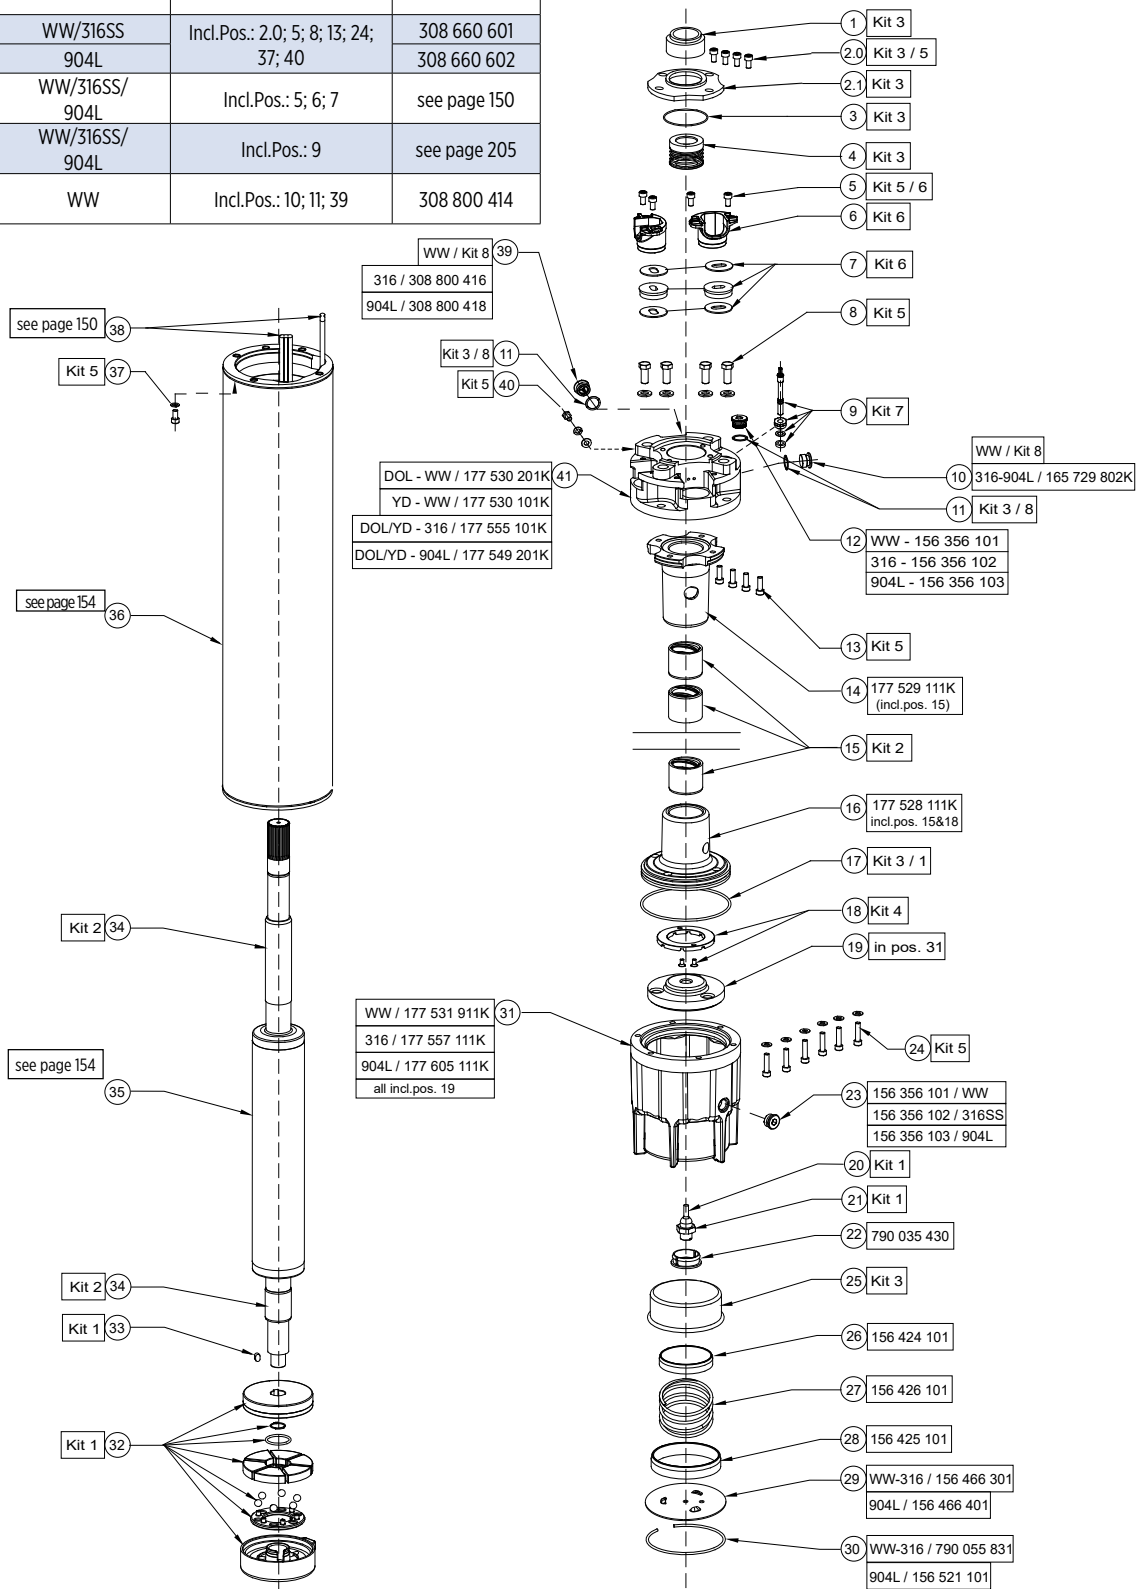 WW/316SS
Incl.Pos.: 2.0; 5; 8; 13; 24;
37; 40
308 660 601
904L
308 660 602
WW/316SS/
904L
Incl.Pos.: 5; 6; 7
see page 150
WW/316SS/
904L
Incl.Pos.: 9
see page 205
WW
Incl.Pos.: 10; 11; 39
308 800 414
1 Kit 3
2.0 Kit 3 / 5
2.1 Kit 3
3 Kit 3
4 Kit 3
5 Kit 5 / 6
6 Kit 6
7 Kit 6
8 Kit 5
9 Kit 7
WW / Kit 8
10 316-904L / 165 729 802K
11 Kit 3 / 8
12 WW - 156 356 101
316 - 156 356 102
904L - 156 356 103
13 Kit 5
14 177 529 111K
(incl.pos. 15)
15 Kit 2
16 177 528 111K
incl.pos. 15&18
17 Kit 3 / 1
18 Kit 4
19 in pos. 31
24 Kit 5
23 156 356 101 / WW
156 356 102 / 316SS
156 356 103 / 904L
20 Kit 1
21 Kit 1
22 790 035 430
25 Kit 3
26 156 424 101
27 156 426 101
28 156 425 101
29 WW-316 / 156 466 301
904L / 156 466 401
30 WW-316 / 790 055 831
904L / 156 521 101
WW / Kit 8 39
316 / 308 800 416
904L / 308 800 418
Kit 3 / 8 11
Kit 5 40
DOL - WW / 177 530 201K 41
YD - WW / 177 530 101K
DOL/YD - 316 / 177 555 101K
DOL/YD - 904L / 177 549 201K
WW / 177 531 911K 31
316 / 177 557 111K
904L / 177 605 111K
all incl.pos. 19
see page 150 38
Kit 5 37
see page 154 36
Kit 2 34
see page 154
35
Kit 2 34
Kit 1 33
Kit 1 32